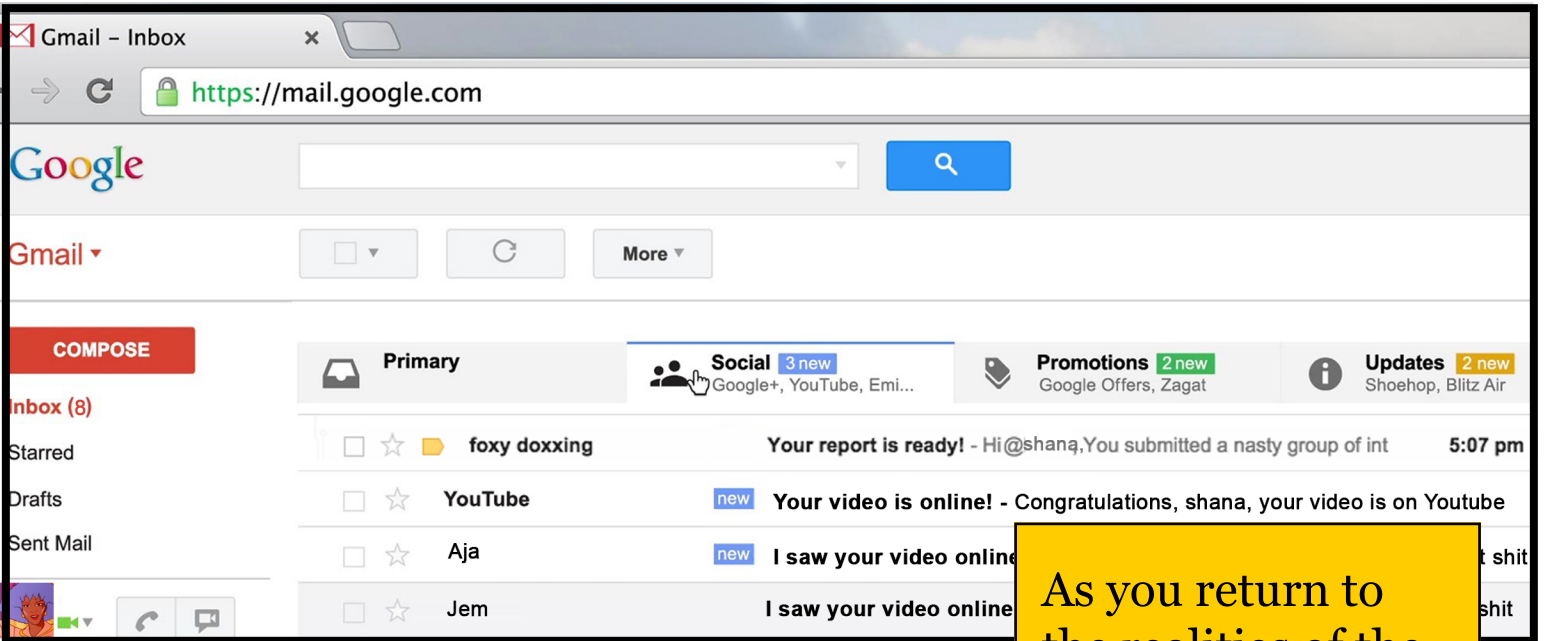 Gmail – Inbox ×
https://mail.google.com
Google
Gmail
More
COMPOSE
Inbox (8)
Starred
Drafts
Sent Mail
Primary
Social 3 new
Google+, YouTube, Emi...
Promotions 2 new
Google Offers, Zagat
Updates 2 new
Shoehop, Blitz Air
foxy doxxing Your report is ready! - Hi@shana,You submitted a nasty group of int 5:07 pm
YouTube new Your video is online! - Congratulations, shana, your video is on Youtube
Aja new I saw your video online t shit
Jem I saw your video online shit
As you return to
the realities of the